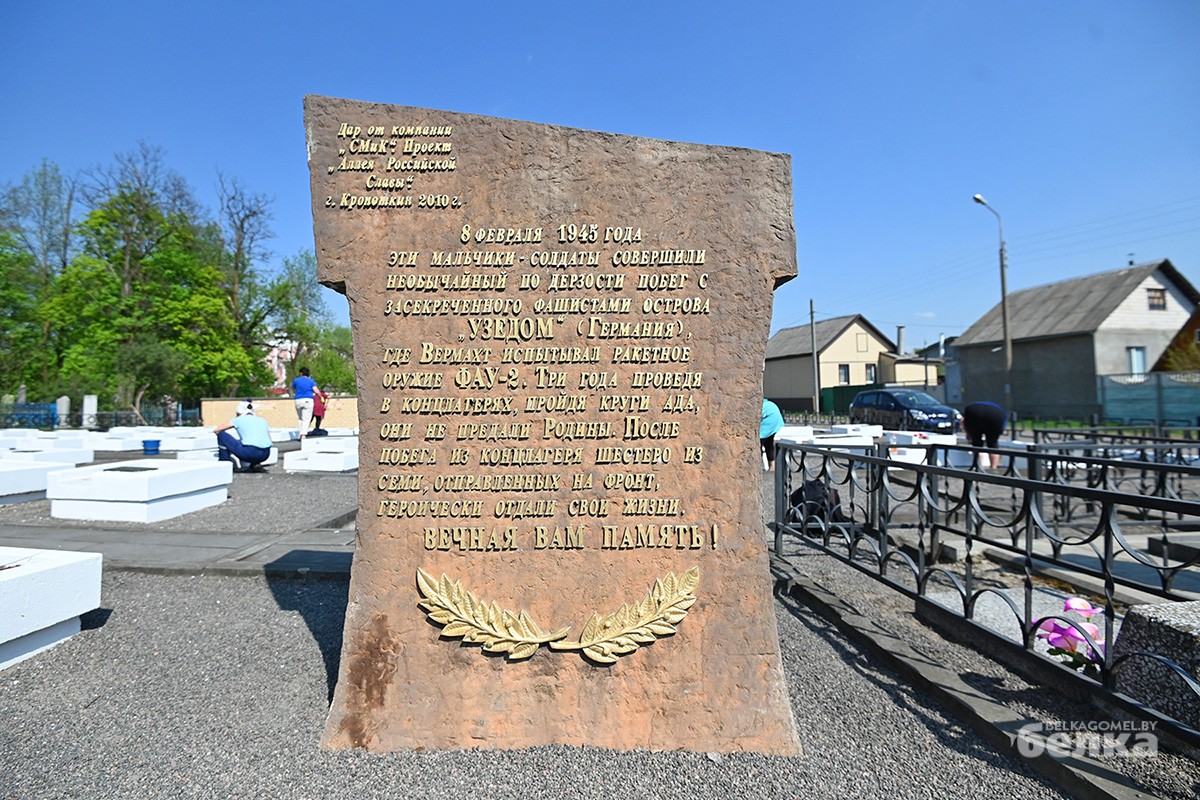 Дар от компании
„СМиК“ Проект
„Аллея Российской
Славы“
г. Кропоткин 2010 г.
8 ФЕВРАЛЯ 1945 ГОДА
ЭТИ МАЛЬЧИКИ - СОЛДАТЫ СОВЕРШИЛИ
НЕОБЫЧАЙНЫЙ ПО ДЕРЗОСТИ ПОБЕГ С
ЗАСЕКРЕЧЕННОГО ФАШИСТАМИ ОСТРОВА
„УЗЕДОМ“ (ГЕРМАНИЯ),
ГДЕ ВЕРМАХТ ИСПЫТЫВАЛ РАКЕТНОЕ
ОРУЖИЕ ФАУ-2. ТРИ ГОДА ПРОВЕДЯ
В КОНЦЛАГЕРЯХ, ПРОЙДЯ КРУГИ АДА,
ОНИ НЕ ПРЕДАЛИ РОДИНЫ. ПОСЛЕ
ПОБЕГА ИЗ КОНЦЛАГЕРЯ ШЕСТЕРО ИЗ
СЕМИ, ОТПРАВЛЕННЫХ НА ФРОНТ,
ГЕРОИЧЕСКИ ОТДАЛИ СВОИ ЖИЗНИ.
ВЕЧНАЯ ВАМ ПАМЯТЬ!
BELKAGOMEL.BY
белка